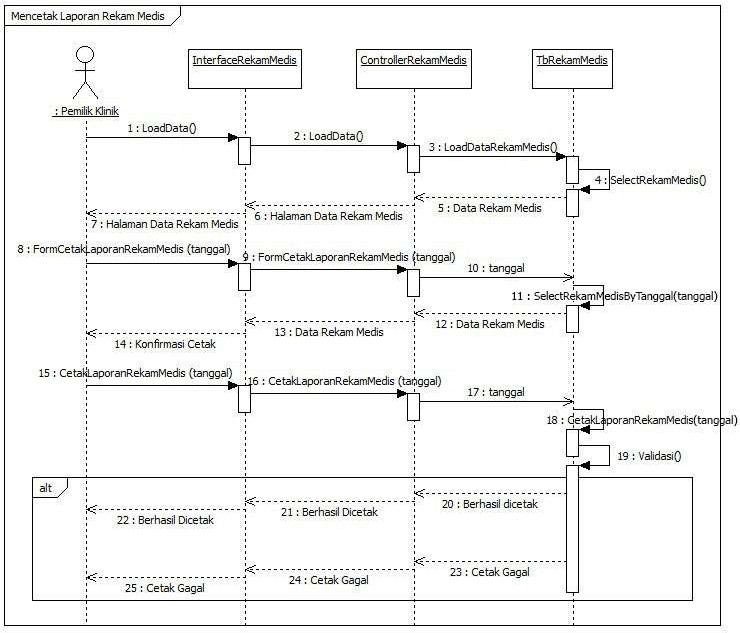 Mencetak Laporan Rekam Medis
: Pemilik Klinik
InterfaceRekamMedis
ControllerRekamMedis
TbRekamMedis
1 : LoadData()
2 : LoadData()
3 : LoadDataRekamMedis()
4 : SelectRekamMedis()
5 : Data Rekam Medis
6 : Halaman Data Rekam Medis
7 : Halaman Data Rekam Medis
8 : FormCetakLaporanRekamMedis (tanggal)
9 : FormCetakLaporanRekamMedis (tanggal)
10 : tanggal
11 : SelectRekamMedisByTanggal(tanggal)
12 : Data Rekam Medis
13 : Data Rekam Medis
14 : Konfirmasi Cetak
15 : CetakLaporanRekamMedis (tanggal)
16 : CetakLaporanRekamMedis (tanggal)
17 : tanggal
18 : CetakLaporanRekamMedis(tanggal)
19 : Validasi()
alt
20 : Berhasil dicetak
21 : Berhasil Dicetak
22 : Berhasil Dicetak
23 : Cetak Gagal
24 : Cetak Gagal
25 : Cetak Gagal